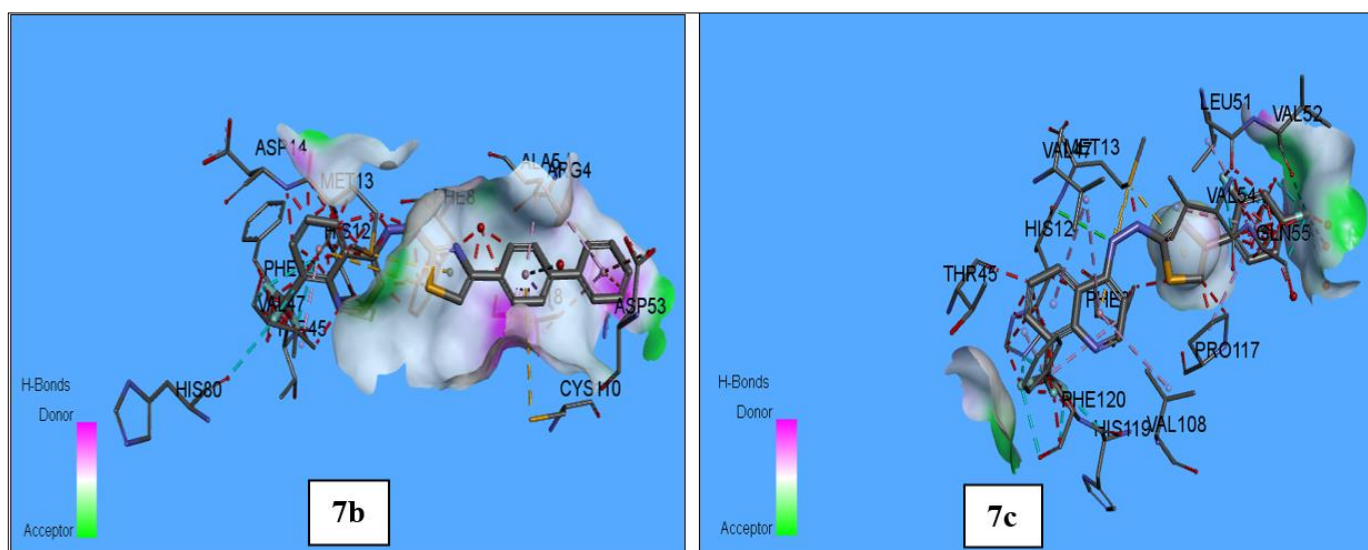 ASP14
MET13
ALA5
ARG4
HIS12
VAL47
HIS80
ASP53
CYS110
H-Bonds
Donor
Acceptor
7b
LEU51
VAL52
MET13
VAL54
HIS12
GLN55
THR45
PRO117
PHE120
HIS119
VAL108
H-Bonds
Donor
Acceptor
7c